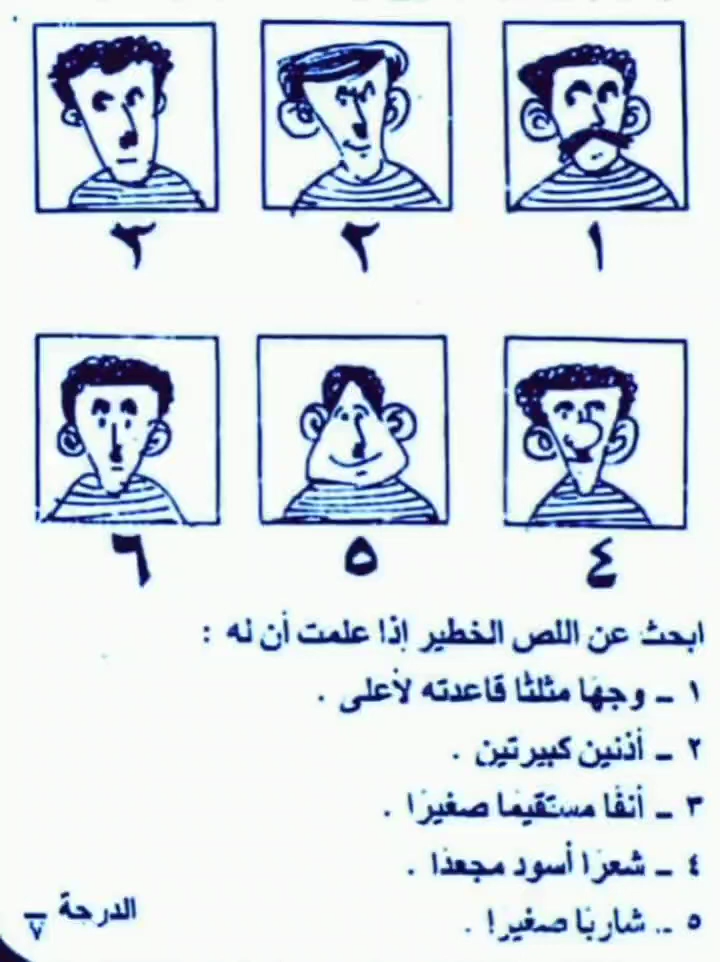 ١ ٢ ٣
٤ ٥ ٦
ابحث عن اللص الخطير إذا علمت أن له :
١ ـ وجهًا مثلثًا قاعدته لأعلى .
٢ ـ أذنين كبيرتين .
٣ ـ أنفًا مستقيمًا صغيرًا .
٤ ـ شعرًا أسود مجعدًا .
٥ ـ شاربًا صغيرًا .
الدرجة ٧